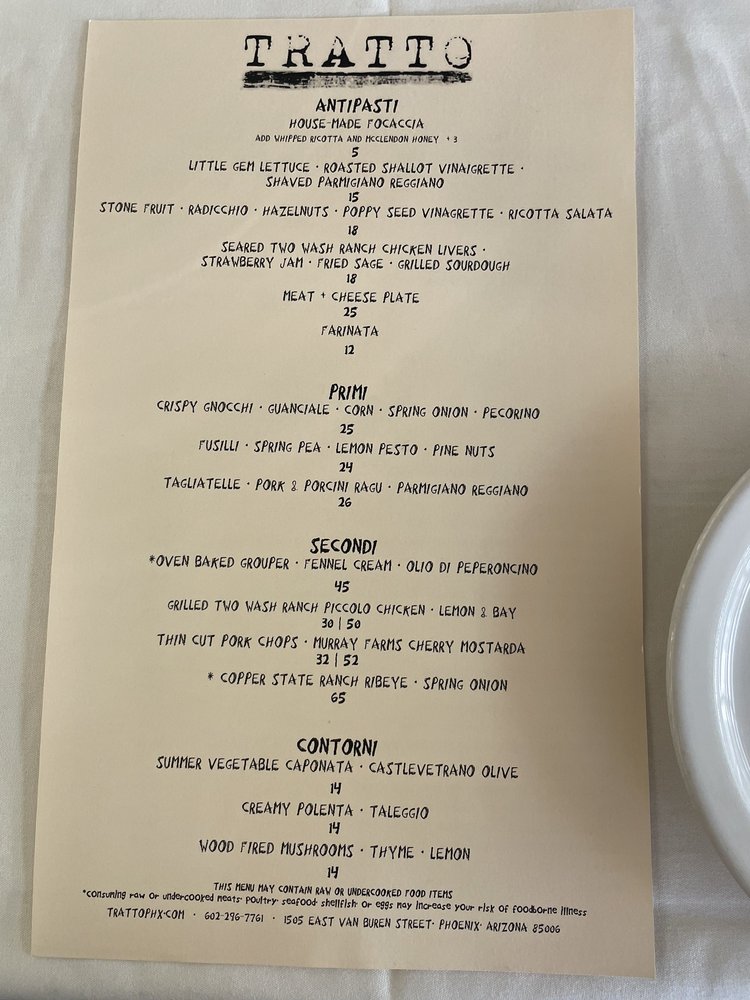 TRATTO
ANTIPASTI
HOUSE-MADE FOCACCIA
ADD WHIPPED RICOTTA AND MCCLENDON HONEY +3
5
LITTLE GEM LETTUCE · ROASTED SHALLOT VINAIGRETTE ·
SHAVED PARMIGIANO REGGIANO
15
STONE FRUIT · RADICCHIO · HAZELNUTS · POPPY SEED VINAGRETTE · RICOTTA SALATA
18
SEARED TWO WASH RANCH CHICKEN LIVERS ·
STRAWBERRY JAM · FRIED SAGE · GRILLED SOURDOUGH
18
MEAT + CHEESE PLATE
25
FARINATA
12
PRIMI
CRISPY GNOCCHI · GUANCIALE · CORN · SPRING ONION · PECORINO
25
FUSILLI · SPRING PEA · LEMON PESTO · PINE NUTS
24
TAGLIATELLE · PORK & PORCINI RAGU · PARMIGIANO REGGIANO
26
SECONDI
*OVEN BAKED GROUPER · FENNEL CREAM · OLIO DI PEPERONCINO
45
GRILLED TWO WASH RANCH PICCOLO CHICKEN · LEMON & BAY
30 | 50
THIN CUT PORK CHOPS · MURRAY FARMS CHERRY MOSTARDA
32 | 52
* COPPER STATE RANCH RIBEYE · SPRING ONION
65
CONTORNI
SUMMER VEGETABLE CAPONATA · CASTLEVETRANO OLIVE
14
CREAMY POLENTA · TALEGGIO
14
WOOD FIRED MUSHROOMS · THYME · LEMON
14
THIS MENU MAY CONTAIN RAW OR UNDERCOOKED FOOD ITEMS
*consuming raw or undercooked meats· poultry· seafood· shellfish· or eggs may increase your risk of foodborne illness
TRATTOPHX·COM · 602-296-7761 · 1505 EAST VAN BUREN STREET· PHOENIX· ARIZONA 85006